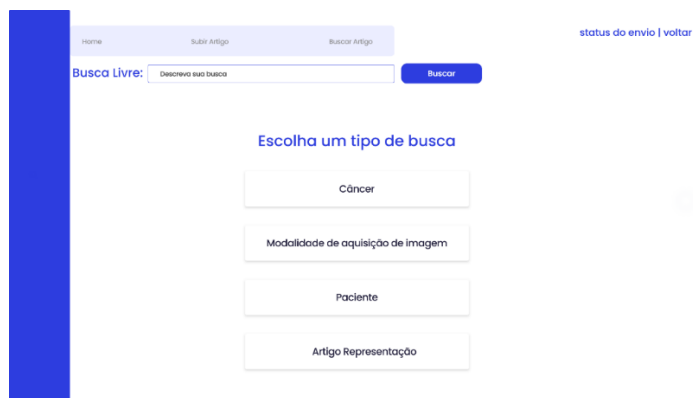 status do envio | voltar
Home Subir Artigo Buscar Artigo
Busca Livre: Descreva sua busca Buscar
Escolha um tipo de busca
Câncer
Modalidade de aquisição de imagem
Paciente
Artigo Representação